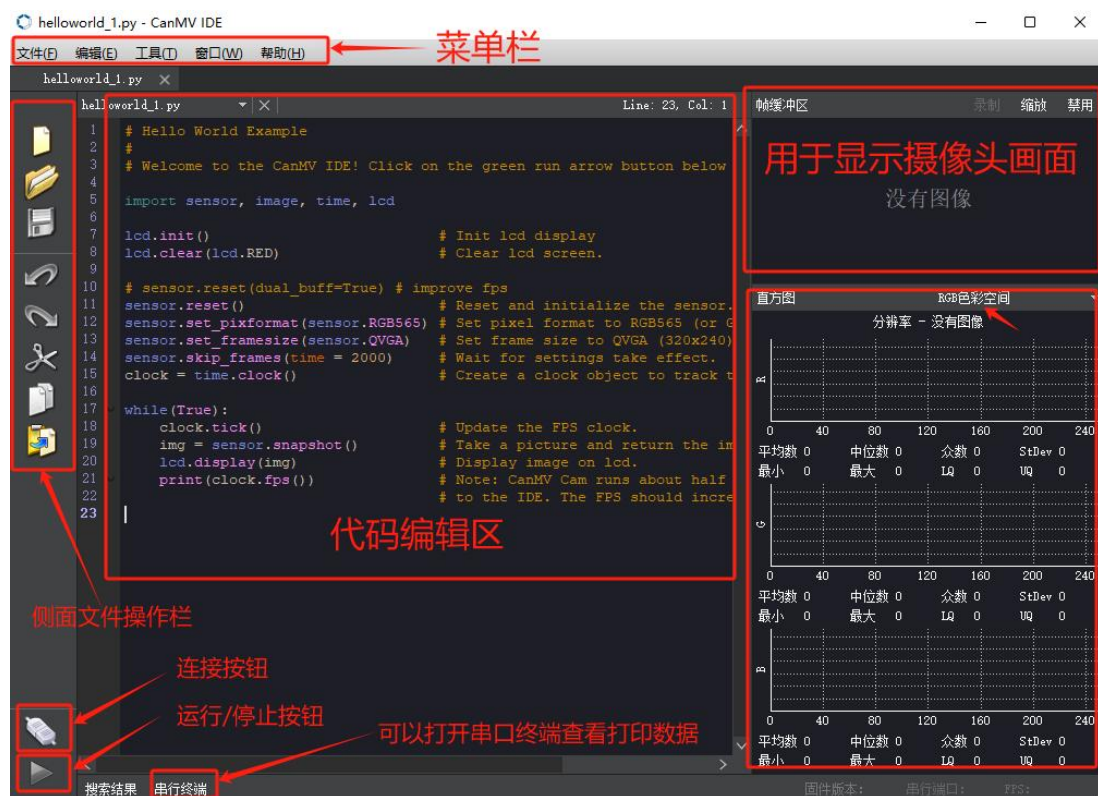 helloworld_1.py - CanMV IDE
文件(F) 编辑(E) 工具(T) 窗口(W) 帮助(H)
菜单栏
helloworld_1.py
helloworld_1.py Line: 23, Col: 1
1 # Hello World Example
2 #
3 # Welcome to the CanMV IDE! Click on the green run arrow button below
4
5 import sensor, image, time, lcd
6
7 lcd.init() # Init lcd display
8 lcd.clear(lcd.RED) # Clear lcd screen.
9
10 # sensor.reset(dual_buff=True) # improve fps
11 sensor.reset() # Reset and initialize the sensor.
12 sensor.set_pixformat(sensor.RGB565) # Set pixel format to RGB565 (or G
13 sensor.set_framesize(sensor.QVGA) # Set frame size to QVGA (320x240)
14 sensor.skip_frames(time = 2000) # Wait for settings take effect.
15 clock = time.clock() # Create a clock object to track t
16
17 while(True):
18 clock.tick() # Update the FPS clock.
19 img = sensor.snapshot() # Take a picture and return the im
20 lcd.display(img) # Display image on lcd.
21 print(clock.fps()) # Note: CanMV Cam runs about half
22 # to the IDE. The FPS should incre
23
代码编辑区
侧面文件操作栏
连接按钮
运行/停止按钮
可以打开串口终端查看打印数据
搜索结果 串行终端
帧缓冲区 录制 缩放 禁用
用于显示摄像头画面
没有图像
直方图 RGB色彩空间
分辨率 - 没有图像
R
0 40 80 120 160 200 240
平均数 0 中位数 0 众数 0 StDev 0
最小 0 最大 0 LQ 0 UQ 0
G
0 40 80 120 160 200 240
平均数 0 中位数 0 众数 0 StDev 0
最小 0 最大 0 LQ 0 UQ 0
B
0 40 80 120 160 200 240
平均数 0 中位数 0 众数 0 StDev 0
最小 0 最大 0 LQ 0 UQ 0
固件版本: 串行端口: FPS: